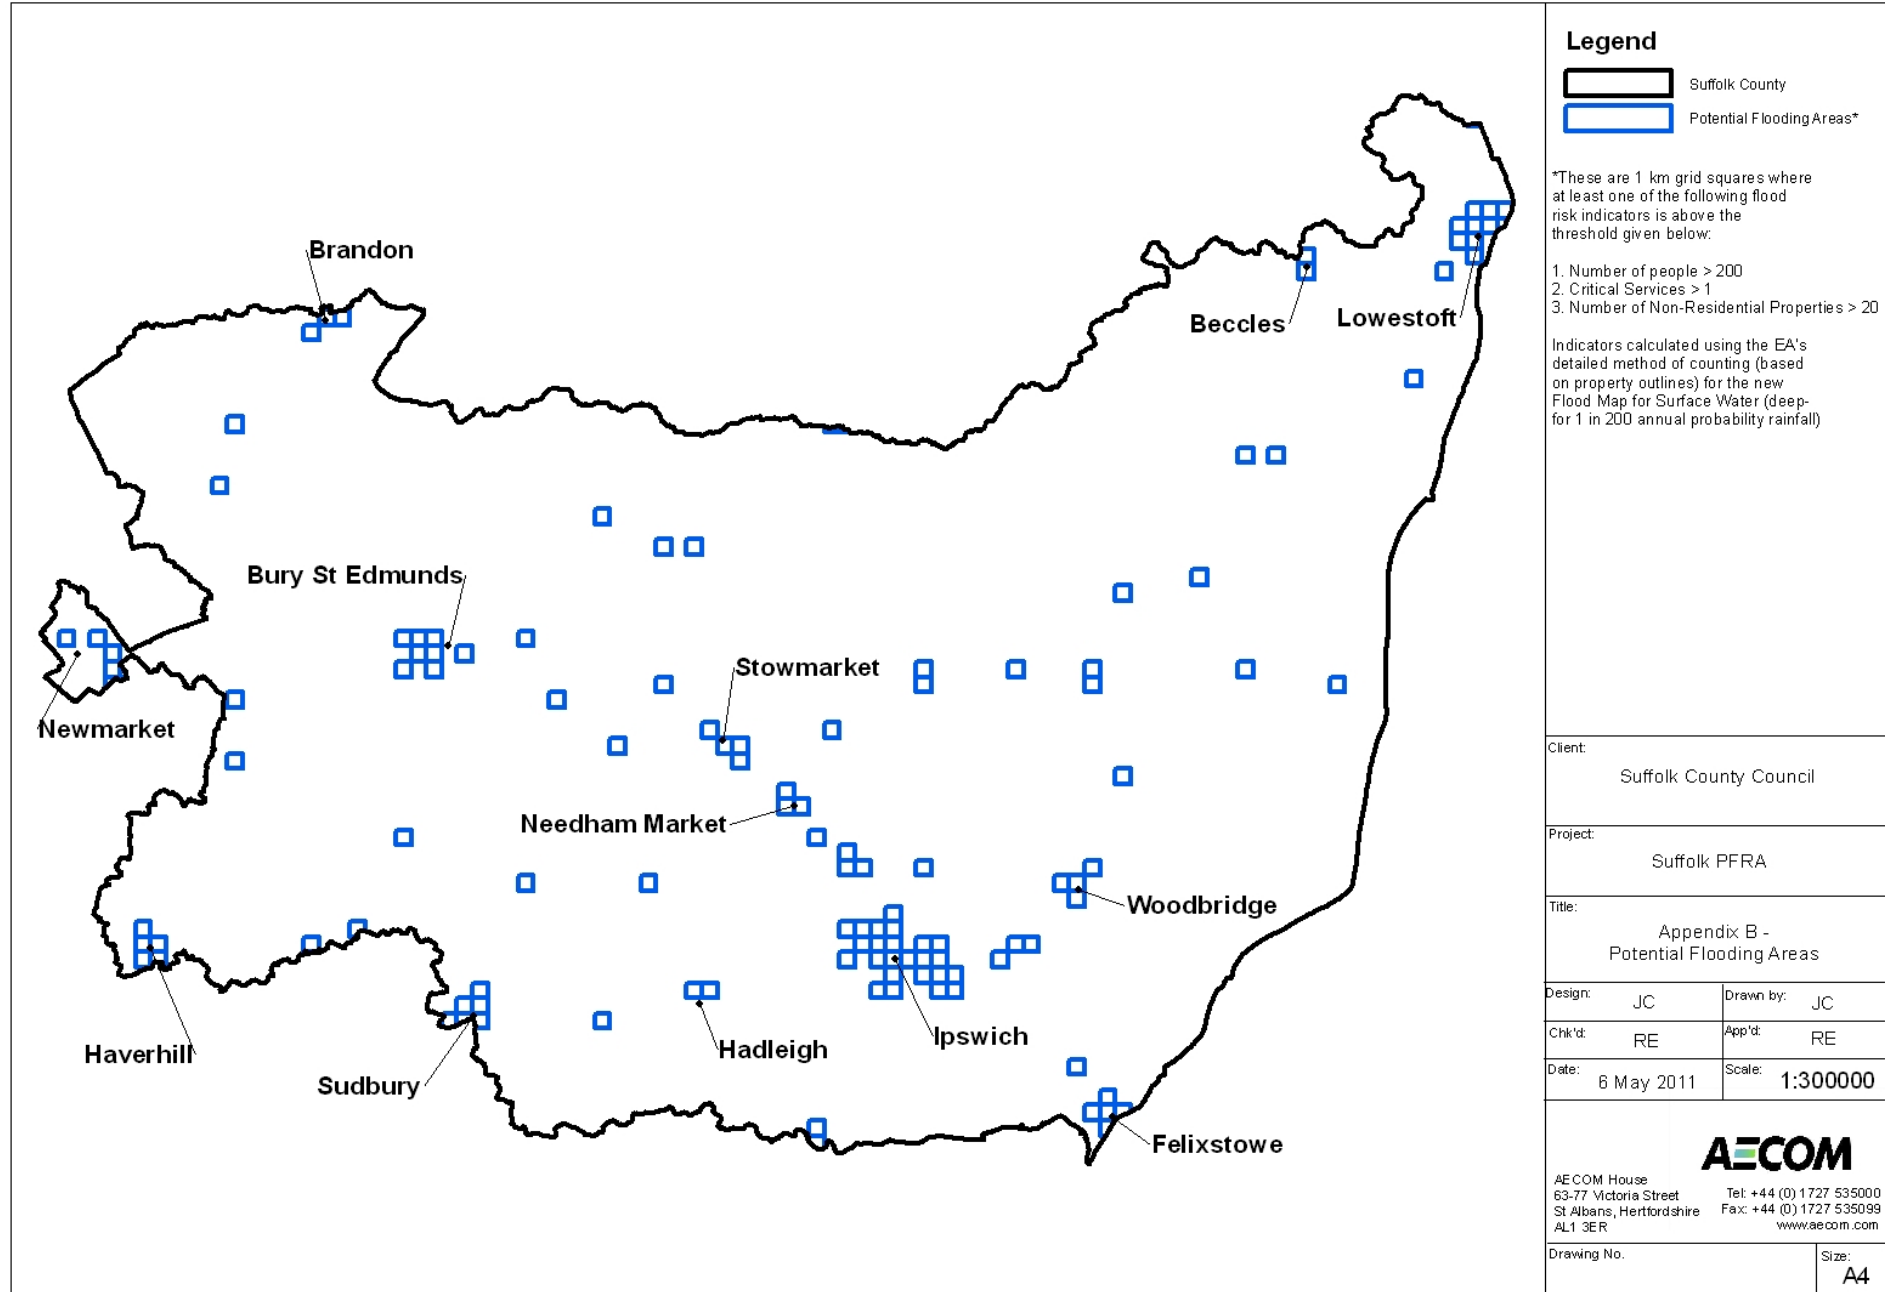 Brandon
Beccles
Lowestoft
Bury St Edmunds
Stowmarket
Newmarket
Needham Market
Woodbridge
Ipswich
Hadleigh
Haverhill
Sudbury
Felixstowe
Legend
Suffolk County
Potential Flooding Areas*
*These are 1 km grid squares where
at least one of the following flood
risk indicators is above the
threshold given below:
1. Number of people > 200
2. Critical Services > 1
3. Number of Non-Residential Properties > 20
Indicators calculated using the EA's
detailed method of counting (based
on property outlines) for the new
Flood Map for Surface Water (deep-
for 1 in 200 annual probability rainfall)
Client:
Suffolk County Council
Project:
Suffolk PFRA
Title:
Appendix B -
Potential Flooding Areas
Design: JC
Drawn by: JC
Chk'd: RE
App'd: RE
Date: 6 May 2011
Scale: 1:300000
AECOM
AECOM House
63-77 Victoria Street
St Albans, Hertfordshire
AL1 3ER
Tel: +44 (0) 1727 535000
Fax: +44 (0) 1727 535099
www.aecom.com
Drawing No.
Size:
A4